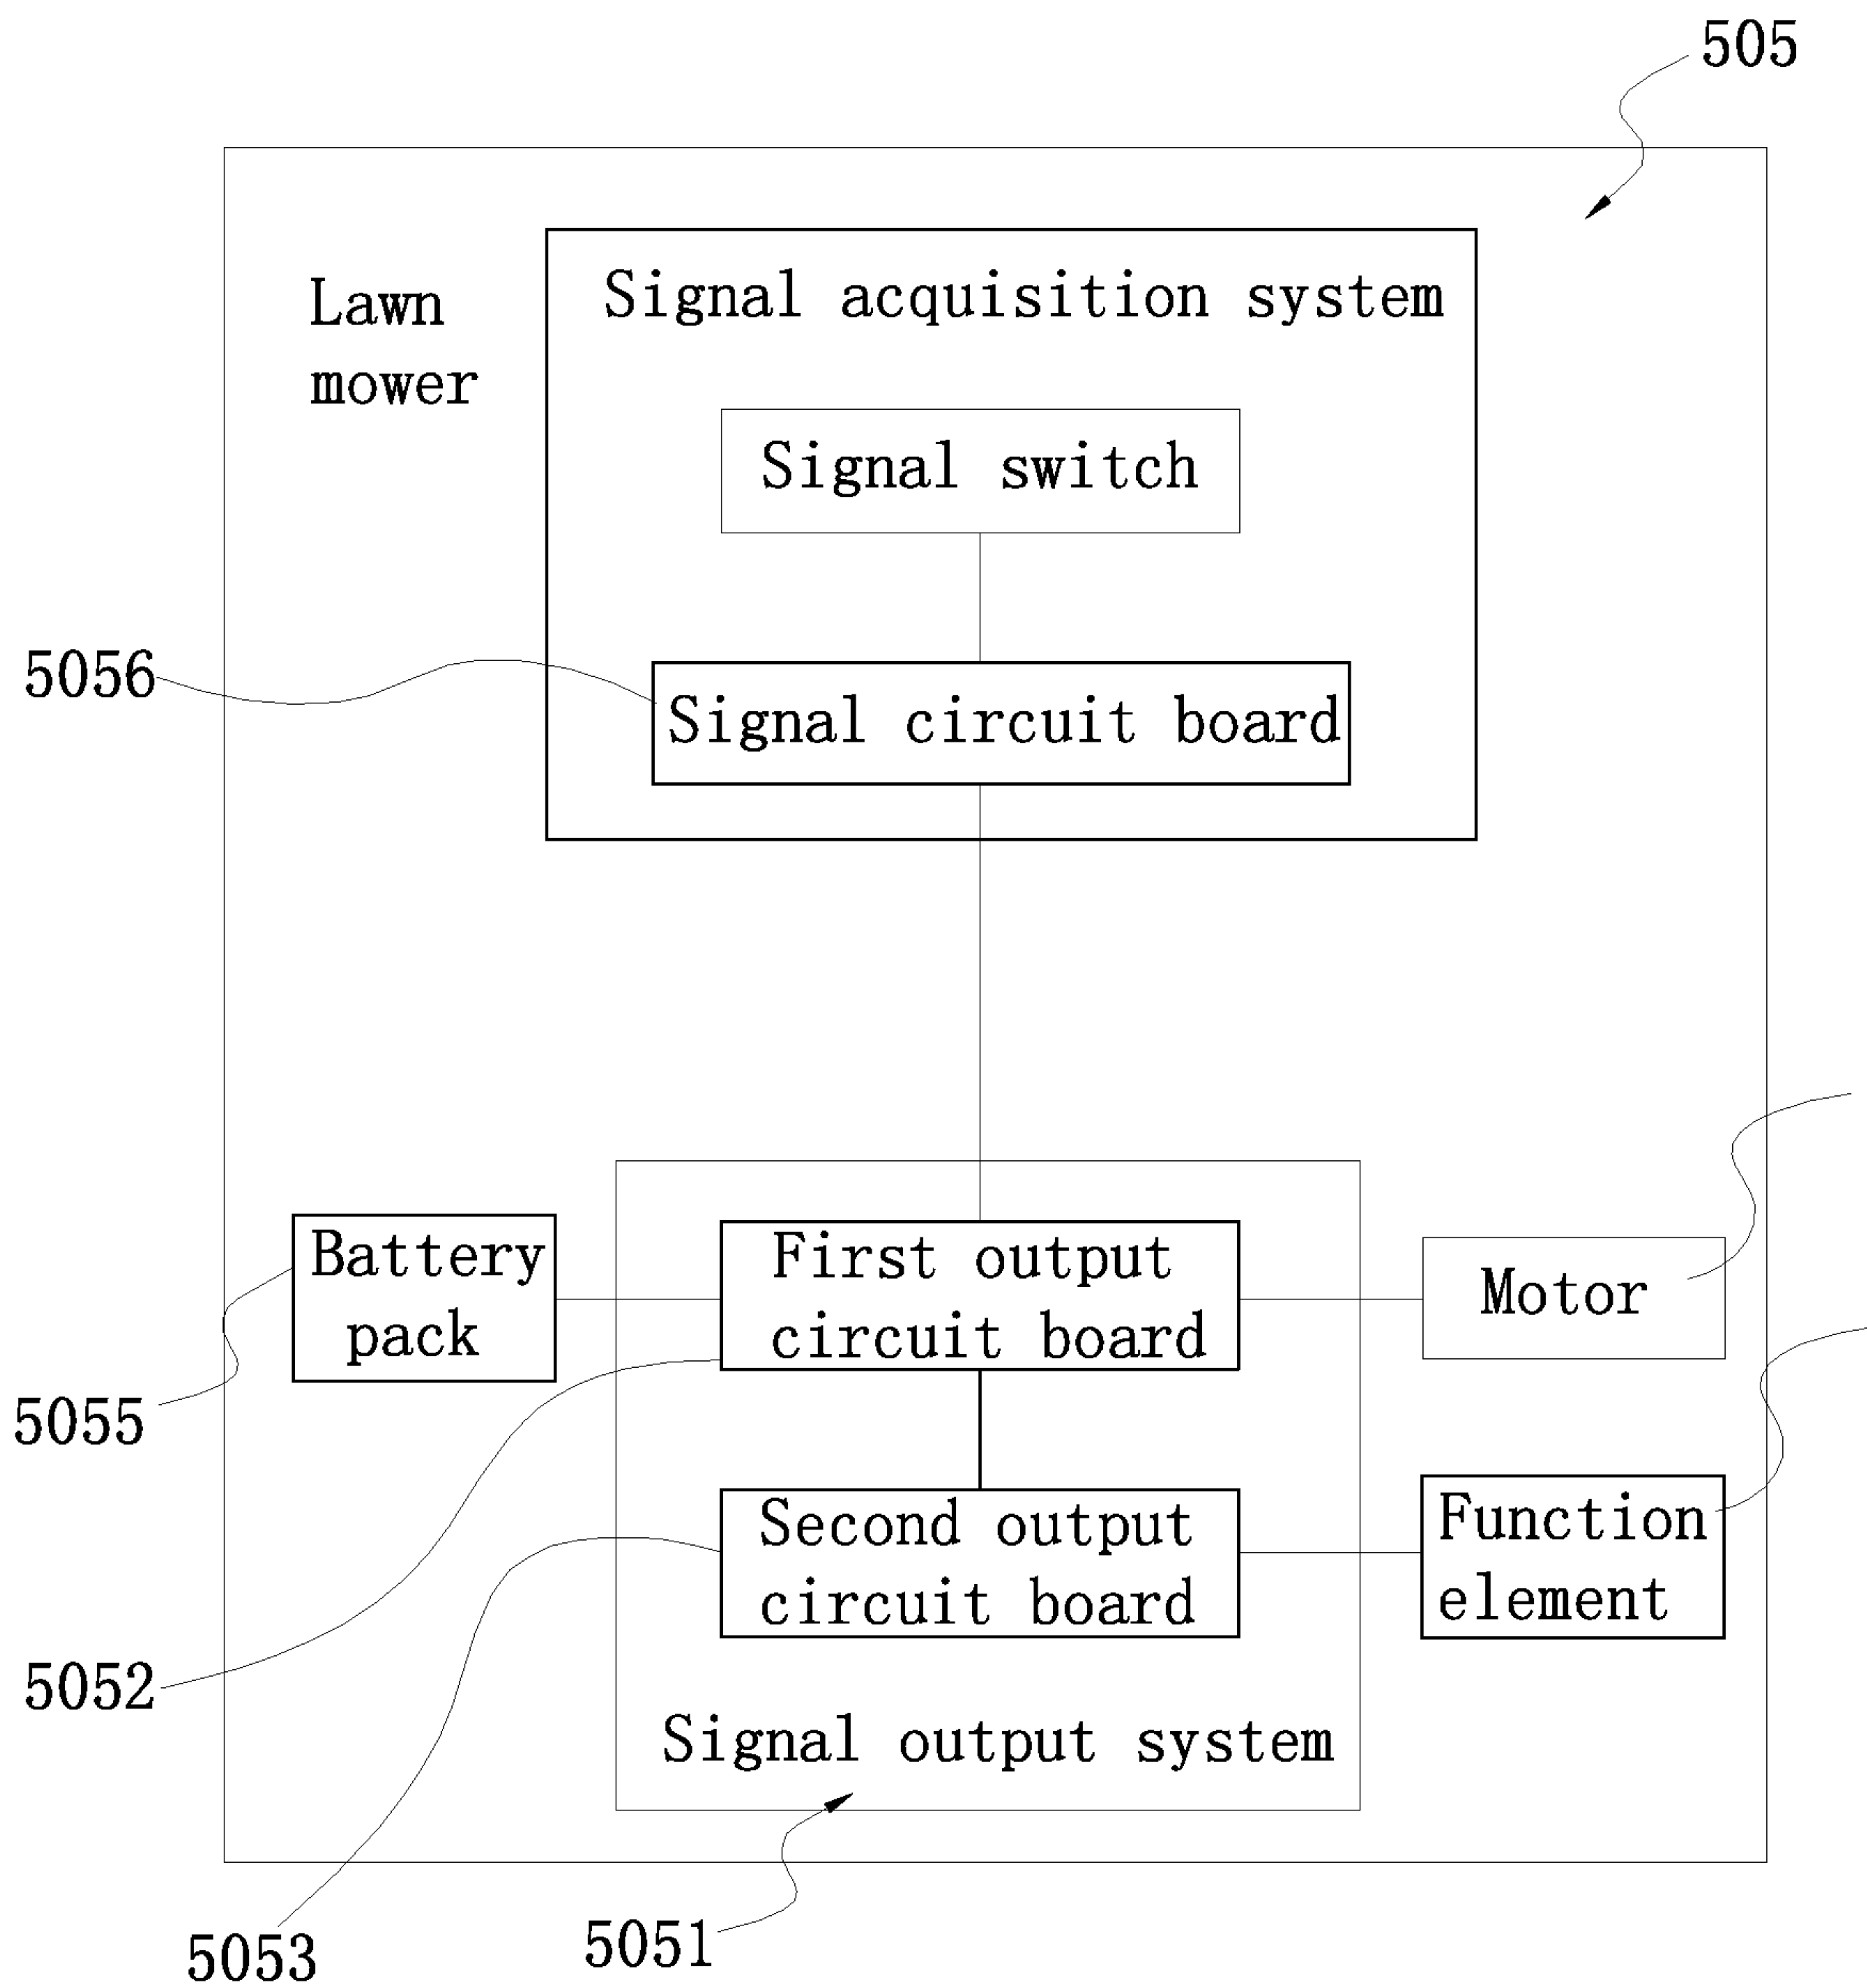 505
Lawn
mower
Signal acquisition system
Signal switch
5056
Signal circuit board
Battery
pack
First output
circuit board
Motor
5055
Second output
circuit board
Function
element
5052
Signal output system
5053
5051